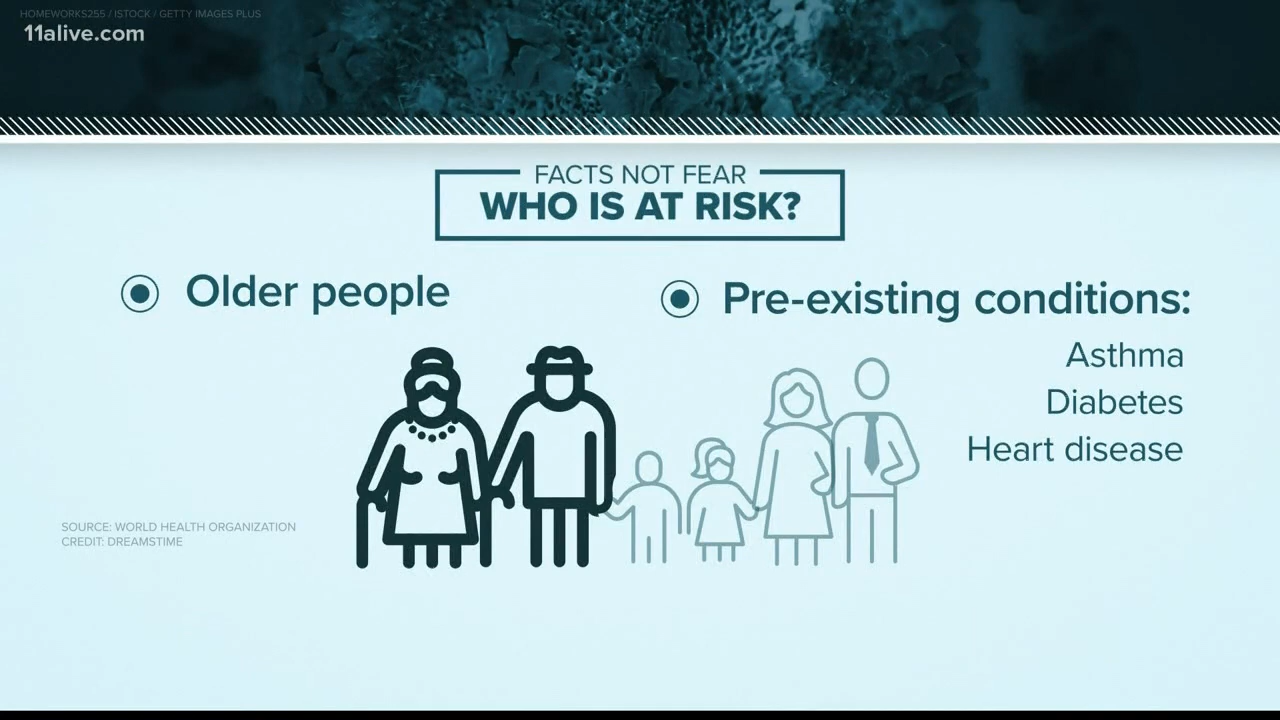 HOMEWORKS255 / ISTOCK / GETTY IMAGES PLUS
11alive.com
FACTS NOT FEAR
WHO IS AT RISK?
Older people
Pre-existing conditions:
Asthma
Diabetes
Heart disease
SOURCE: WORLD HEALTH ORGANIZATION
CREDIT: DREAMSTIME